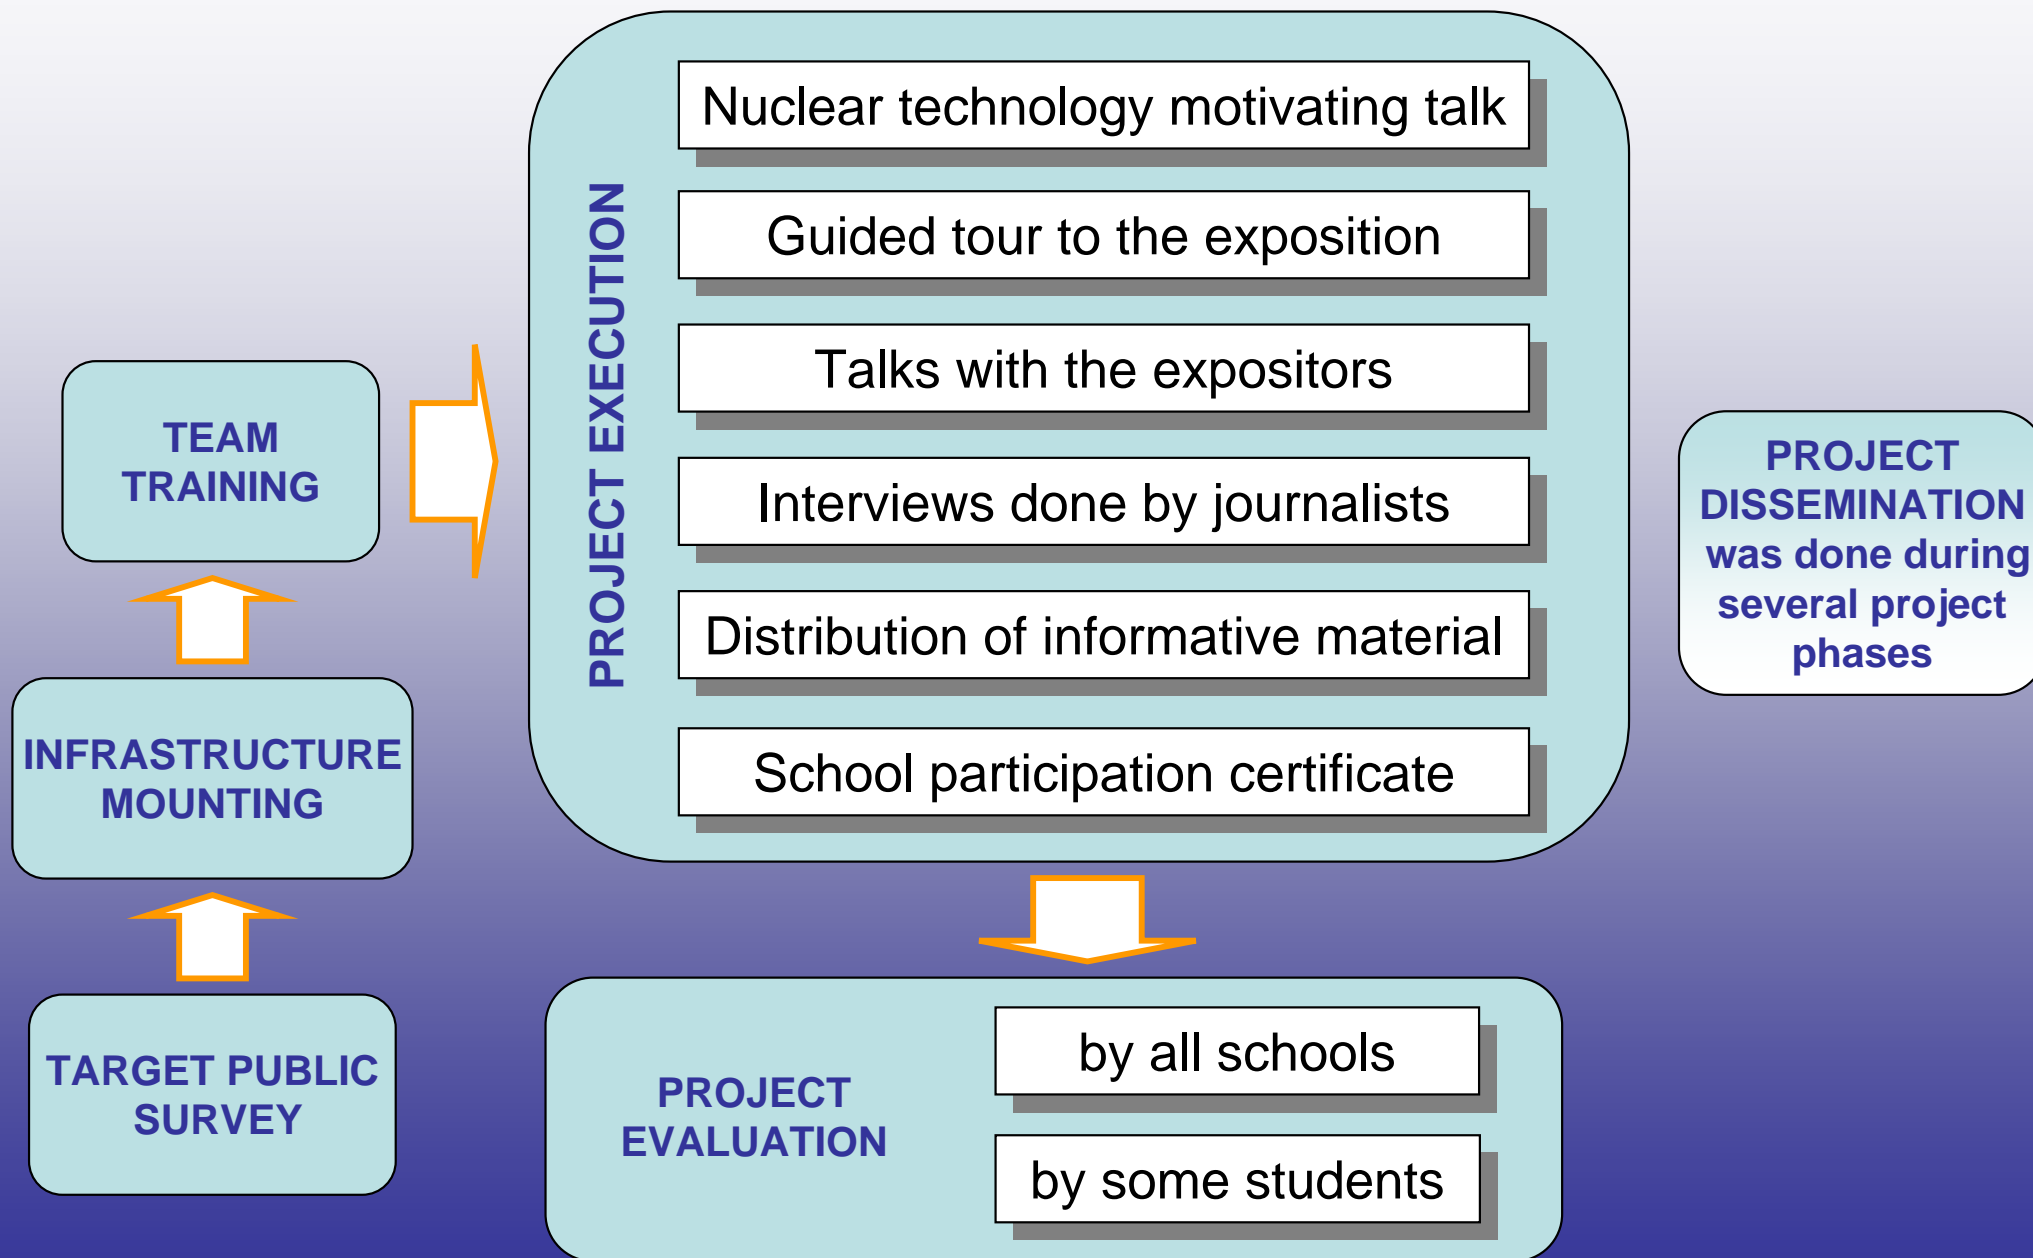 TARGET PUBLIC
SURVEY
INFRASTRUCTURE
MOUNTING
TEAM
TRAINING
PROJECT EXECUTION
Nuclear technology motivating talk
Guided tour to the exposition
Talks with the expositors
Interviews done by journalists
Distribution of informative material
School participation certificate
PROJECT
EVALUATION
by all schools
by some students
PROJECT
DISSEMINATION
was done during
several project
phases